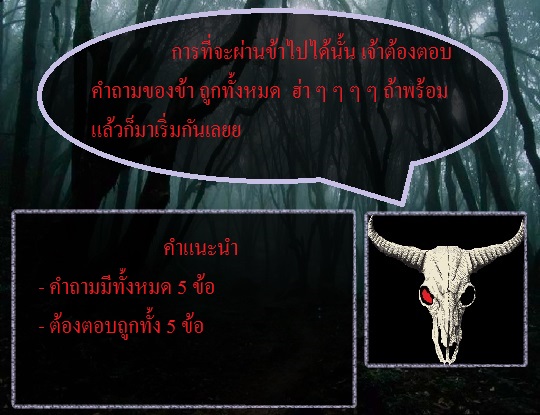 การที่จะผ่านข้าไปได้นั้น เจ้าต้องตอบ
คำถามของข้า ถูกทั้งหมด ฮ่า ๆ ๆ ๆ ๆ ถ้าพร้อม
แล้วก็มาเริ่มกันเลยย
คำแนะนำ
- คำถามมีทั้งหมด 5 ข้อ
- ต้องตอบถูกทั้ง 5 ข้อ